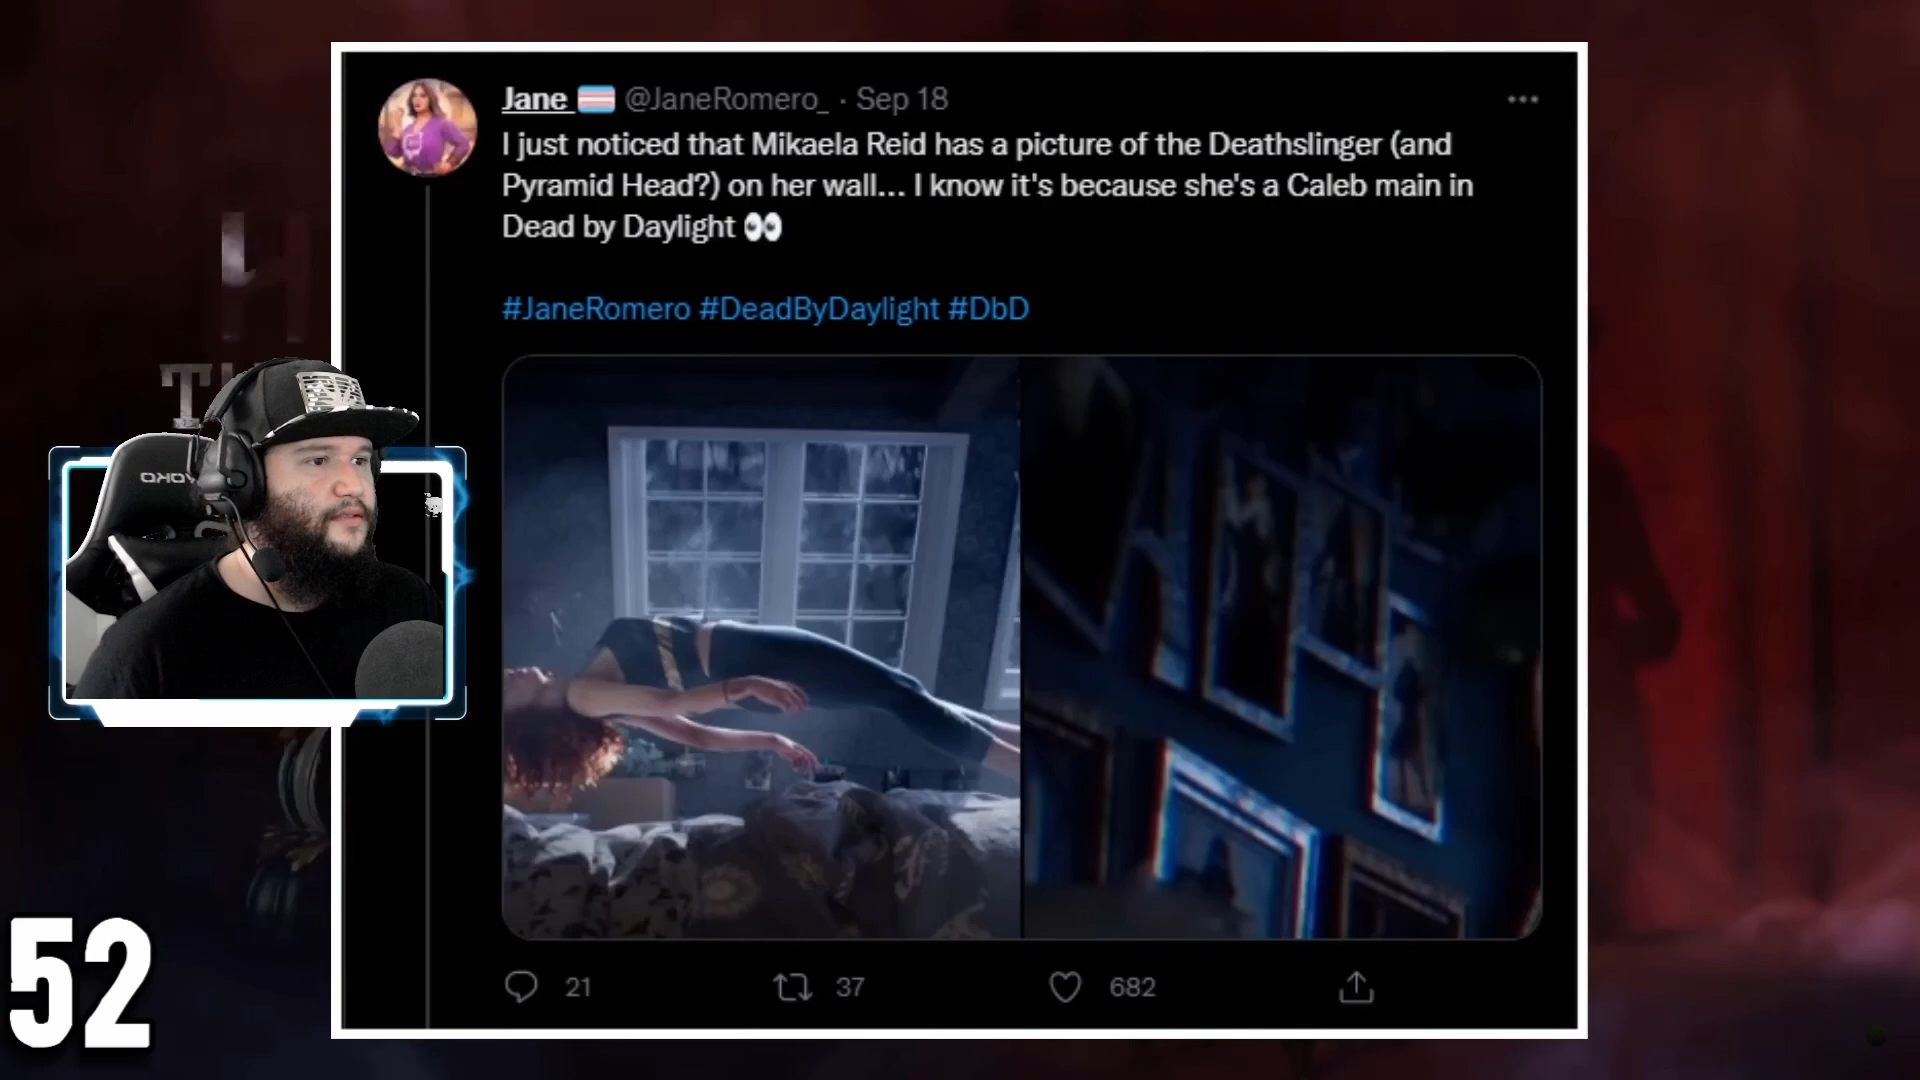 Jane @JaneRomero_ · Sep 18
I just noticed that Mikaela Reid has a picture of the Deathslinger (and
Pyramid Head?) on her wall... I know it's because she's a Caleb main in
Dead by Daylight 👀
#JaneRomero #DeadByDaylight #DbD
21 37 682
52